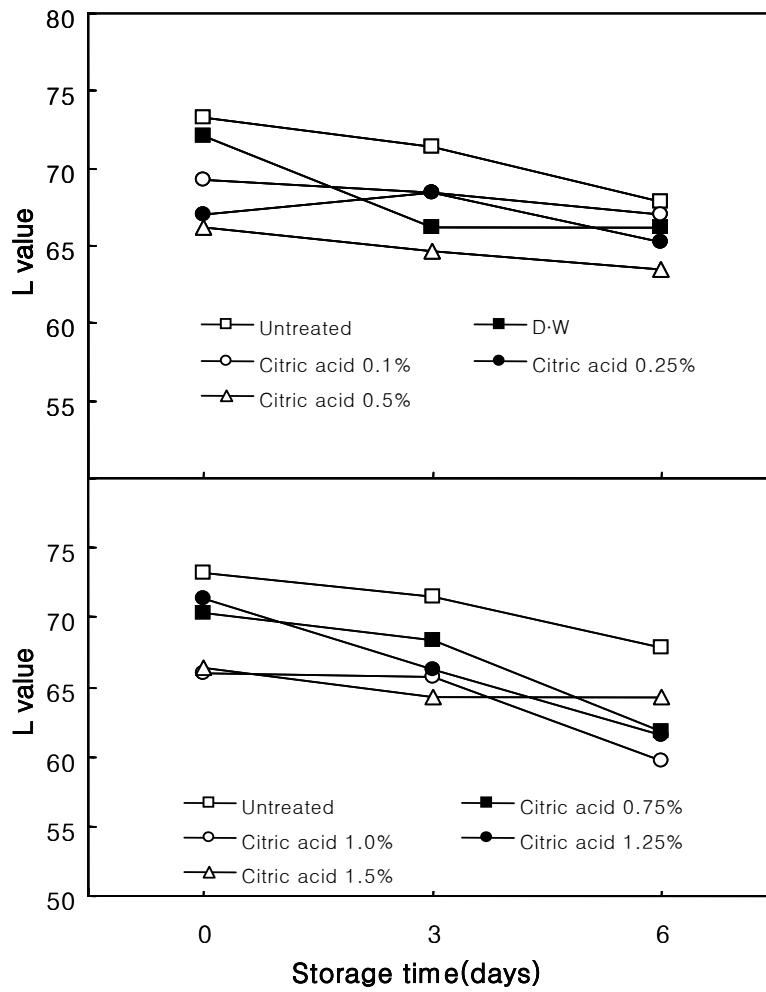 80
75
70
65
60
55
L value
Untreated
D·W
Citric acid 0.1%
Citric acid 0.25%
Citric acid 0.5%
75
70
65
60
55
50
L value
Untreated
Citric acid 0.75%
Citric acid 1.0%
Citric acid 1.25%
Citric acid 1.5%
0 3 6
Storage time(days)